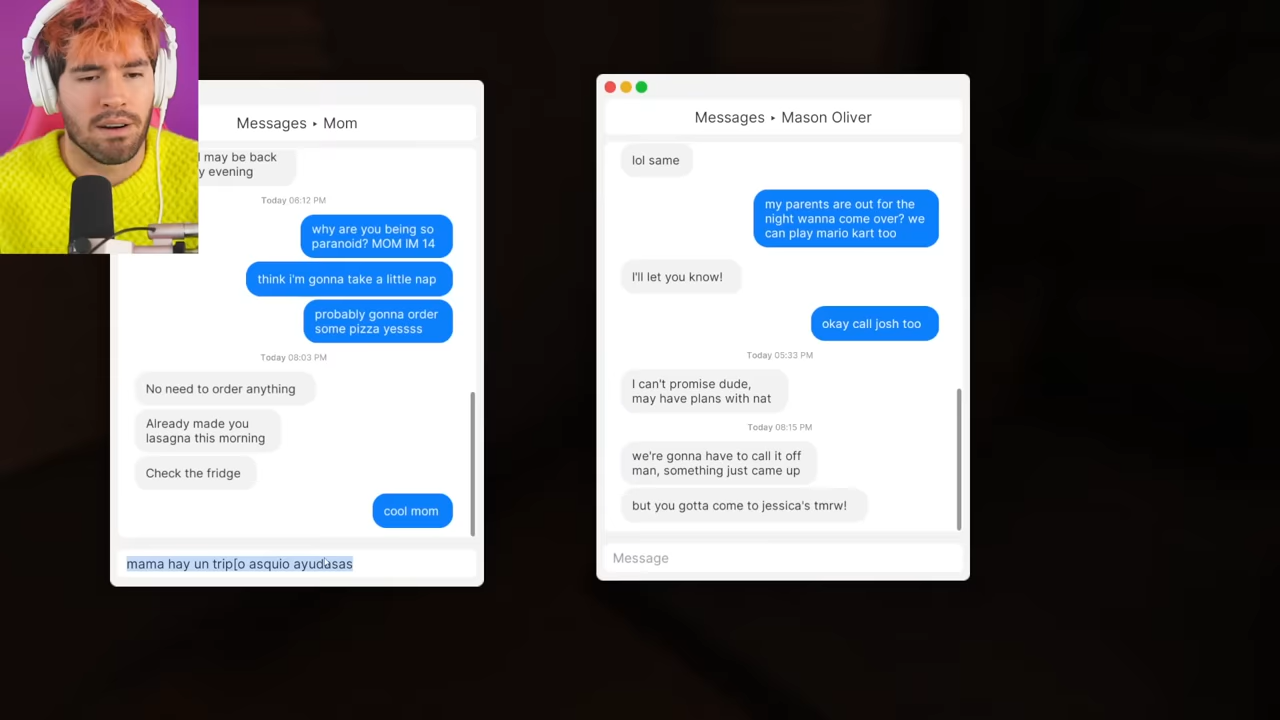 Messages ▸ Mom
I may be back
y evening
Today 06:12 PM
why are you being so
paranoid? MOM IM 14
think i'm gonna take a little nap
probably gonna order
some pizza yessss
Today 08:03 PM
No need to order anything
Already made you
lasagna this morning
Check the fridge
cool mom
mama hay un trip[o asquio ayudasas
Messages ▸ Mason Oliver
lol same
my parents are out for the
night wanna come over? we
can play mario kart too
I'll let you know!
okay call josh too
Today 05:33 PM
I can't promise dude,
may have plans with nat
Today 08:15 PM
we're gonna have to call it off
man, something just came up
but you gotta come to jessica's tmrw!
Message